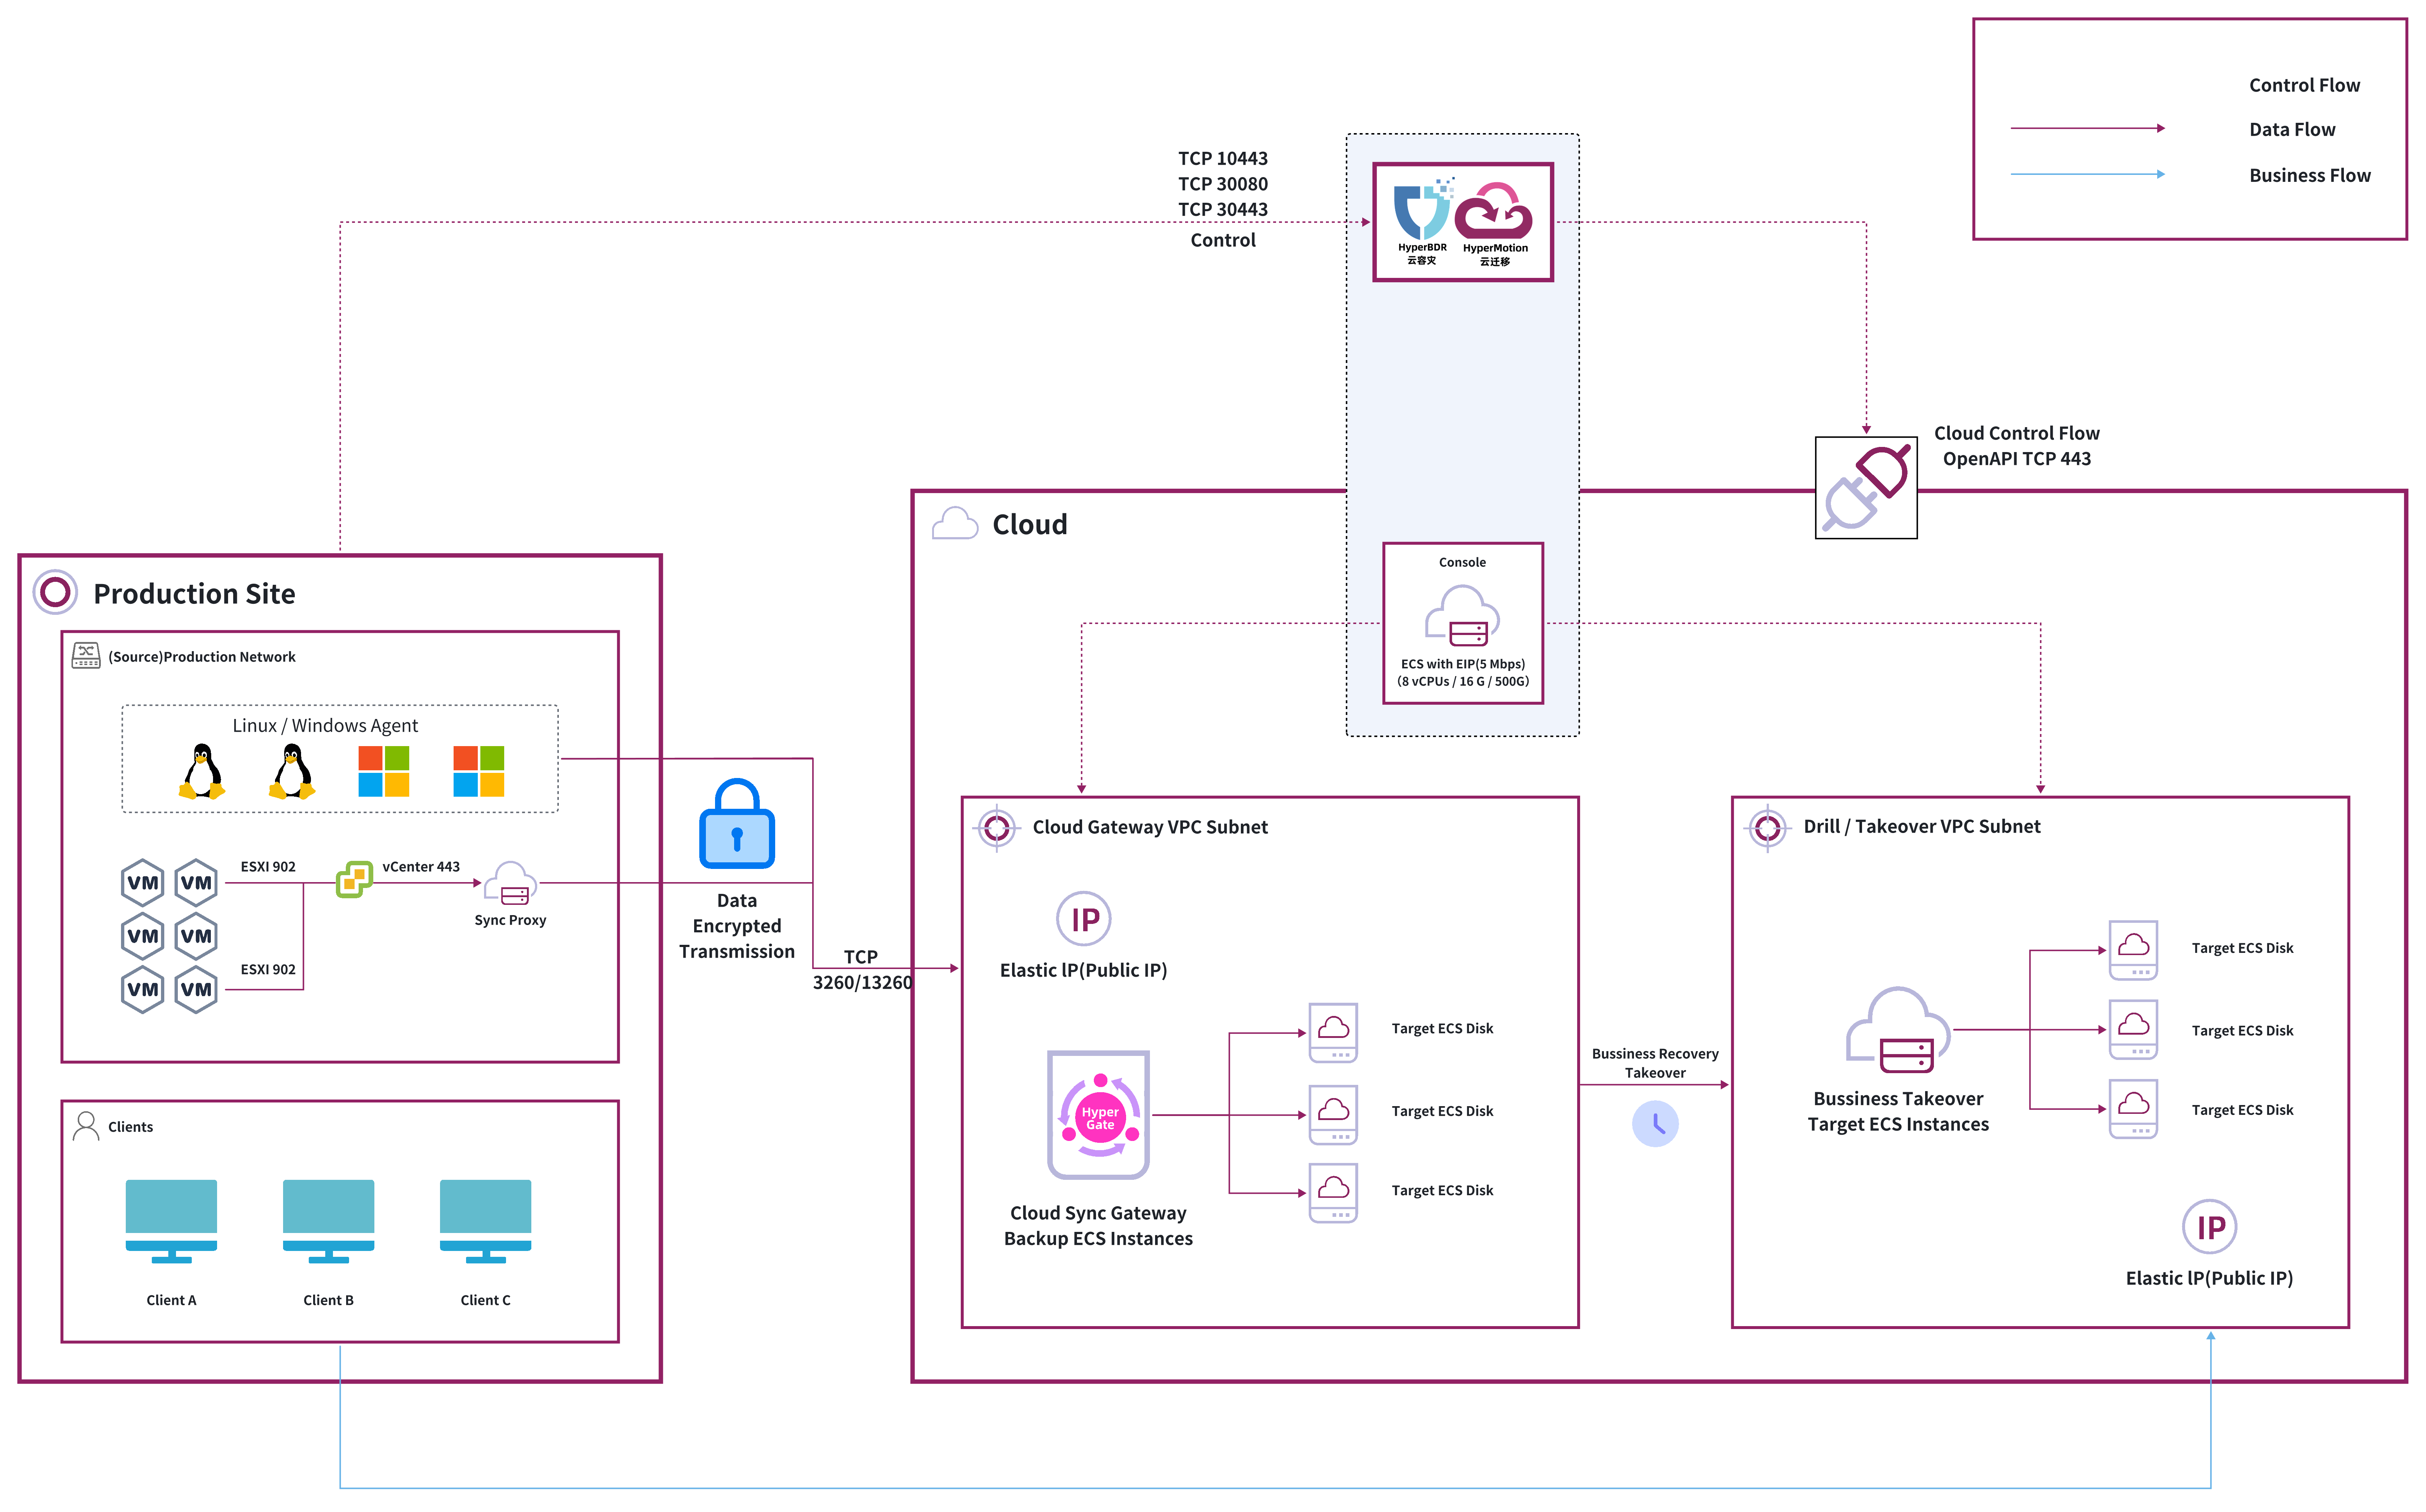 Control Flow
Data Flow
Business Flow
TCP 10443
TCP 30080
TCP 30443
Control
HyperBDR
云容灾
HyperMotion
云迁移
Cloud Control Flow
OpenAPI TCP 443
Cloud
Console
ECS with EIP(5 Mbps)
(8 vCPUs / 16 G / 500G)
Production Site
(Source)Production Network
Linux / Windows Agent
ESXI 902
vCenter 443
VM
VM
Sync Proxy
VM
VM
ESXI 902
VM
VM
Data
Encrypted
Transmission
TCP
3260/13260
Clients
Client A
Client B
Client C
Cloud Gateway VPC Subnet
IP
Elastic lP(Public IP)
Hyper
Gate
Cloud Sync Gateway
Backup ECS Instances
Target ECS Disk
Target ECS Disk
Target ECS Disk
Bussiness Recovery
Takeover
Drill / Takeover VPC Subnet
Bussiness Takeover
Target ECS Instances
Target ECS Disk
Target ECS Disk
Target ECS Disk
IP
Elastic lP(Public IP)